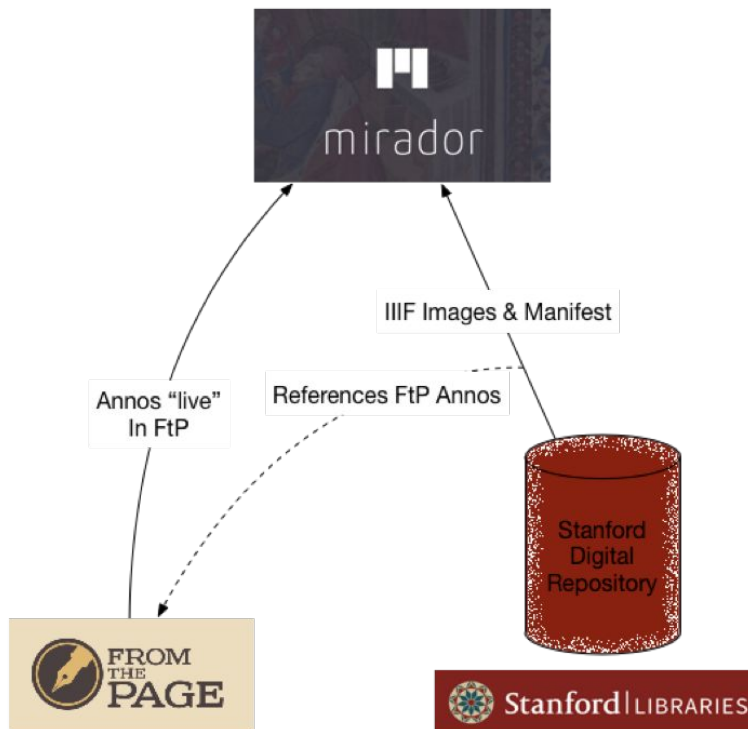 mirador
IIIF Images & Manifest
References FtP Annos
Annos “live”
In FtP
Stanford
Digital
Repository
FROM
THE
PAGE
Stanford LIBRARIES